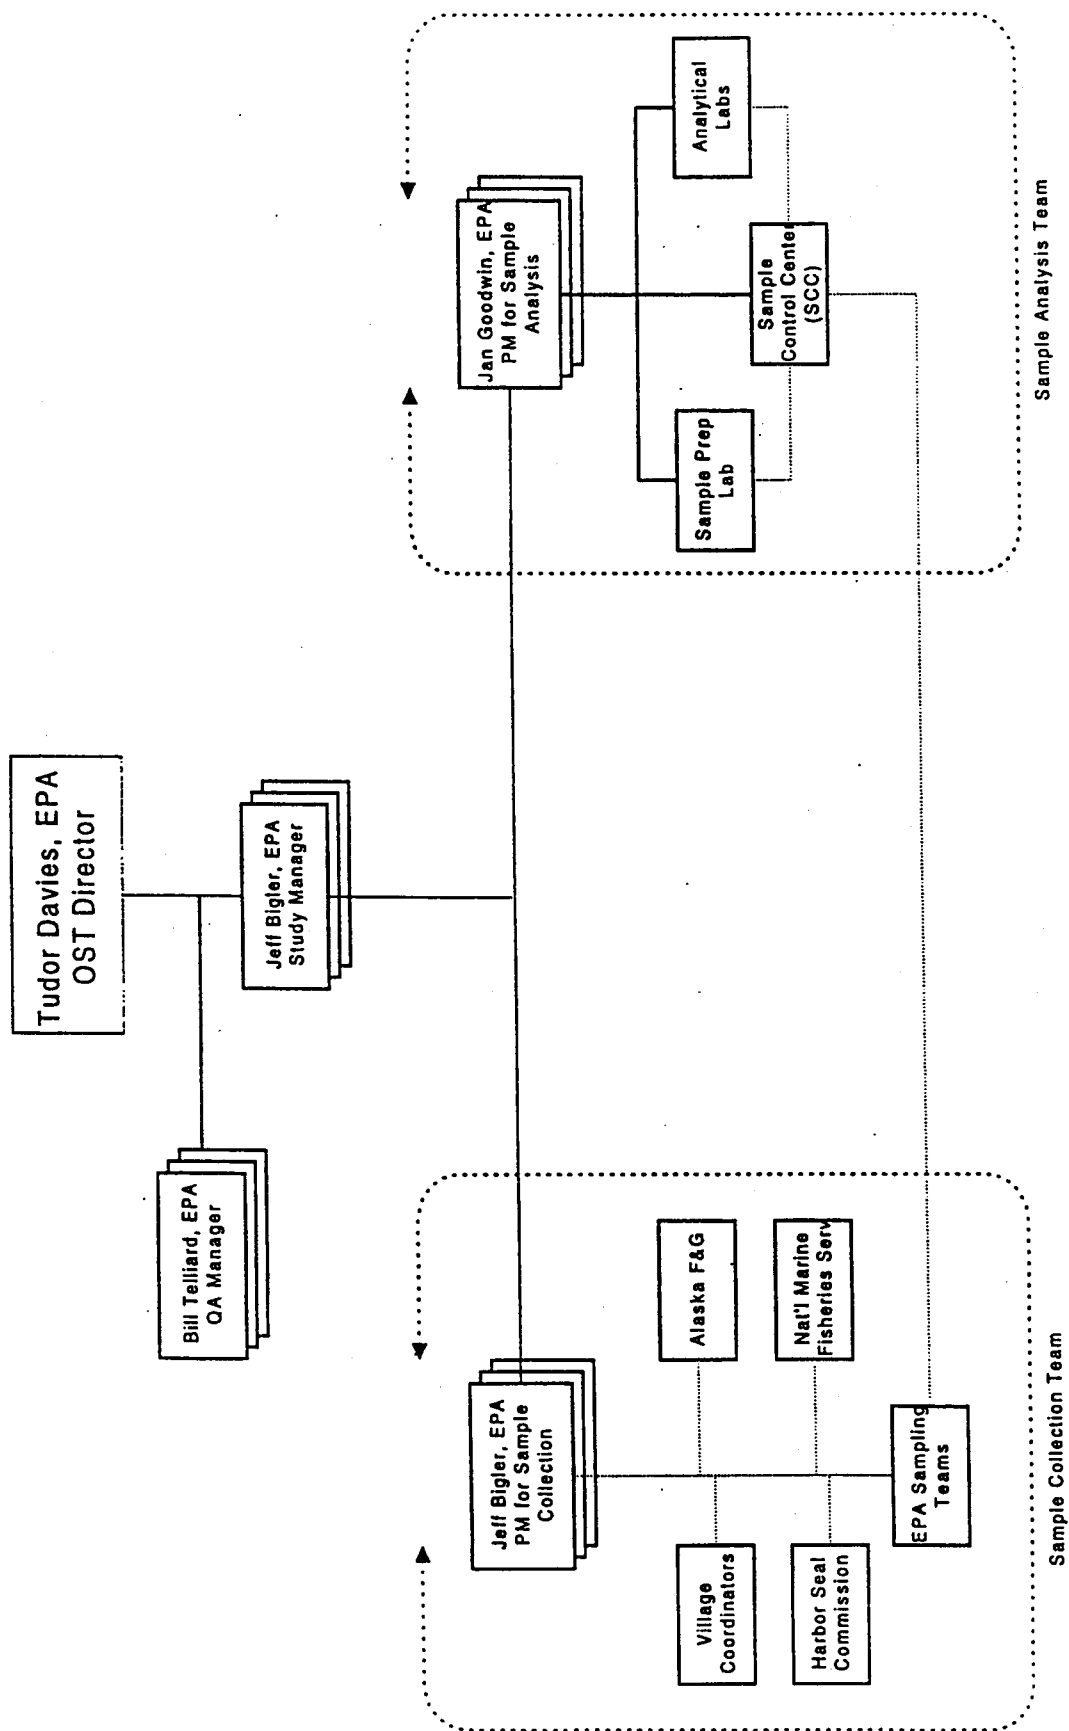 Tudor Davies, EPA
OST Director
Bill Telliard, EPA
QA Manager
Jeff Bigler, EPA
Study Manager
Jeff Bigler, EPA
PM for Sample
Collection
Village
Coordinators
Alaska F&G
Harbor Seal
Commission
Nat'l Marine
Fisheries Serv
EPA Sampling
Teams
Sample Collection Team
Jan Goodwin, EPA
PM for Sample
Analysis
Sample Prep
Lab
Analytical
Labs
Sample
Control Center
(SCC)
Sample Analysis Team